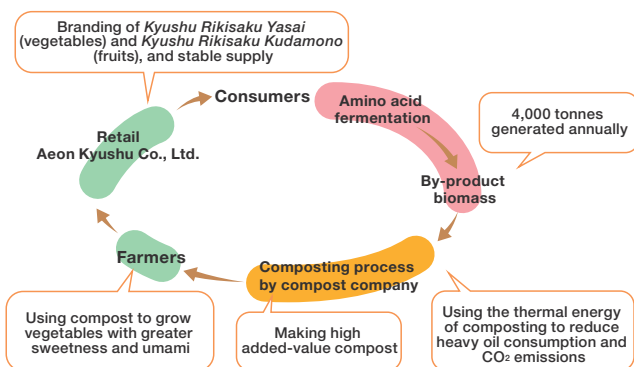 Branding of Kyushu Rikisaku Yasai
(vegetables) and Kyushu Rikisaku Kudamono
(fruits), and stable supply
Consumers
Amino acid
fermentation
4,000 tonnes
generated annually
Retail
Aeon Kyushu Co., Ltd.
By-product
biomass
Farmers
Composting process
by compost company
Using compost to grow
vegetables with greater
sweetness and umami
Making high
added-value compost
Using the thermal energy
of composting to reduce
heavy oil consumption and
CO₂ emissions